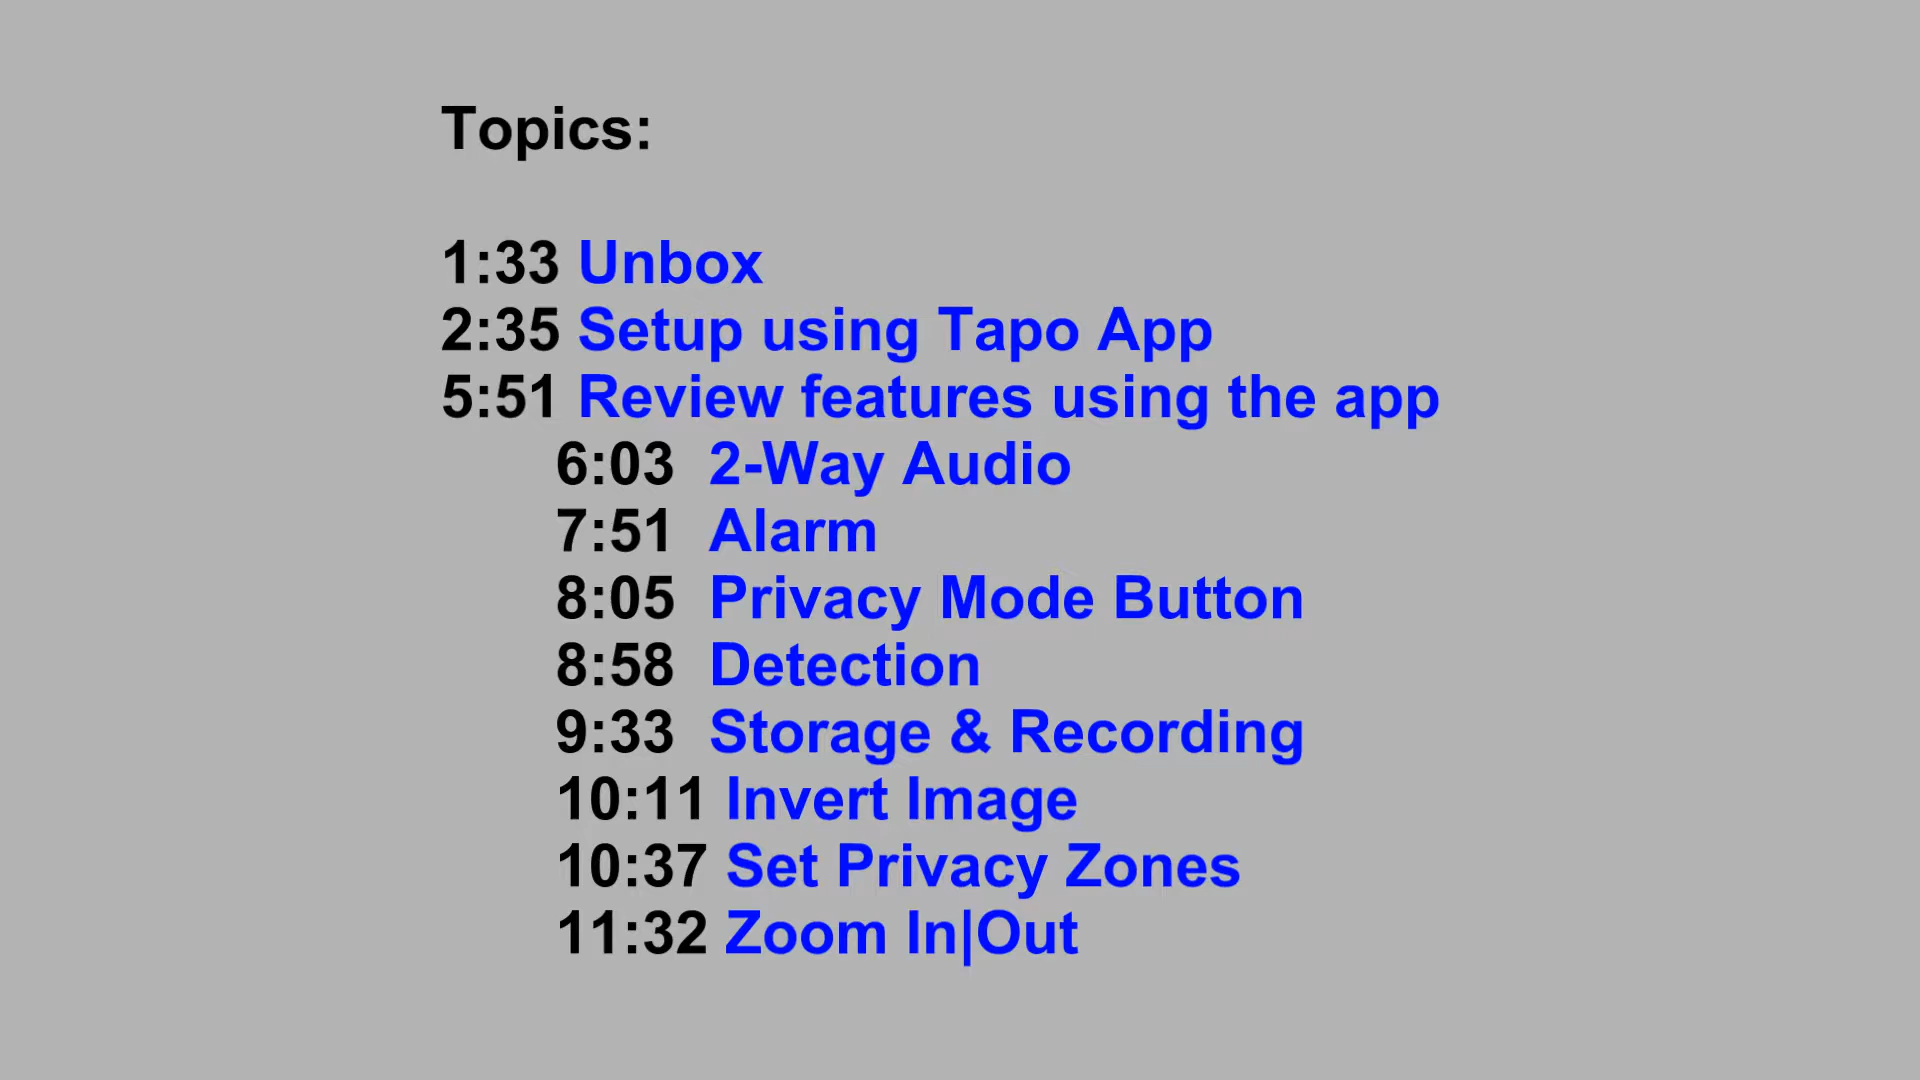 Topics:
1:33 Unbox
2:35 Setup using Tapo App
5:51 Review features using the app
6:03 2-Way Audio
7:51 Alarm
8:05 Privacy Mode Button
8:58 Detection
9:33 Storage & Recording
10:11 Invert Image
10:37 Set Privacy Zones
11:32 Zoom In|Out